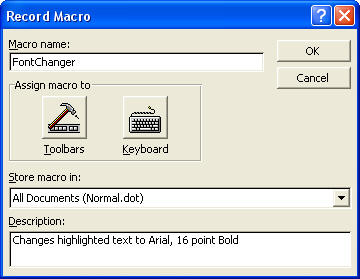 Record Macro
Macro name:
OK
FontChanger
Cancel
Assign macro to
Toolbars Keyboard
Store macro in:
All Documents (Normal.dot)
Description:
Changes highlighted text to Arial, 16 point Bold